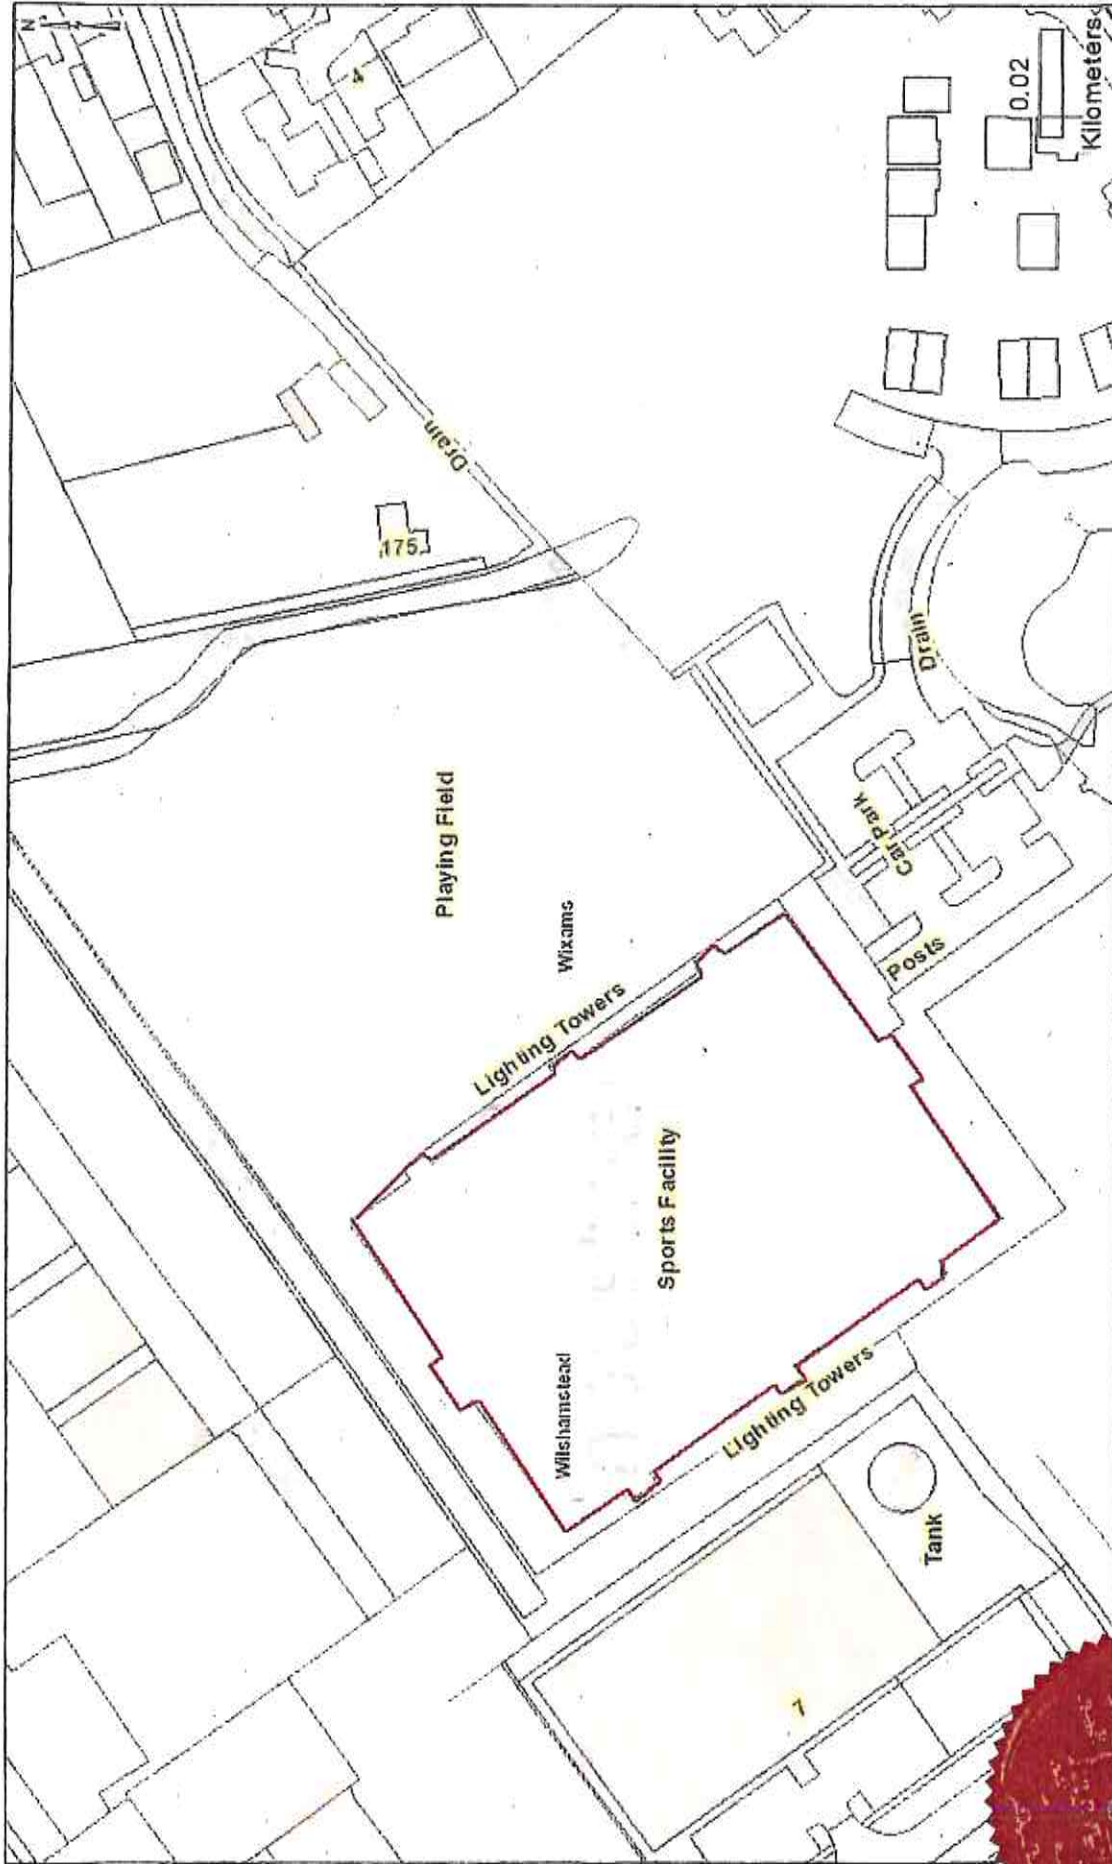 N
4
175
Drain
Playing Field
Wixams
Lighting Towers
Sports Facility
Wilshamstead
Lighting Towers
Tank
7
Posts
Car Park
Drain
0.02
Kilometers